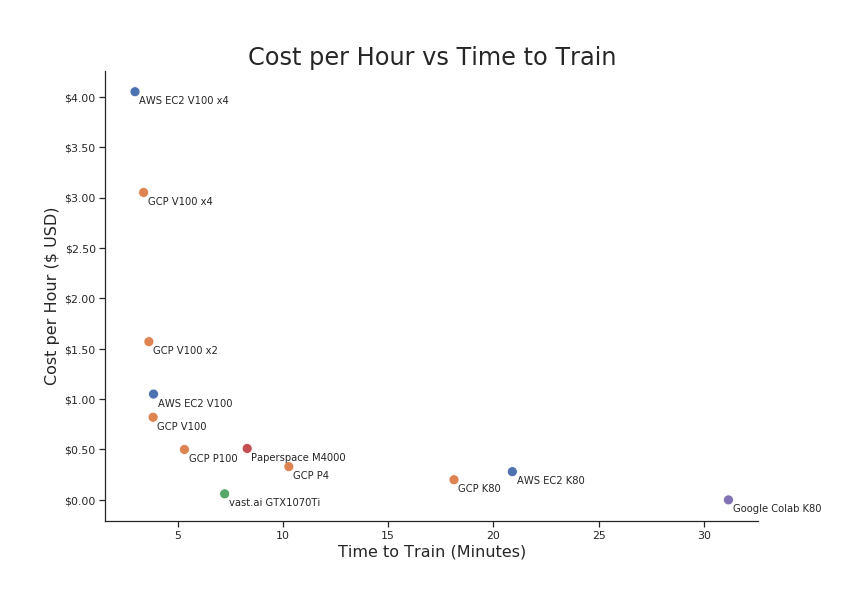 Cost per Hour vs Time to Train
Cost per Hour ($ USD)
$4.00
$3.50
$3.00
$2.50
$2.00
$1.50
$1.00
$0.50
$0.00
AWS EC2 V100 x4
GCP V100 x4
GCP V100 x2
AWS EC2 V100
GCP V100
GCP P100
Paperspace M4000
GCP P4
vast.ai GTX1070Ti
GCP K80
AWS EC2 K80
Google Colab K80
5 10 15 20 25 30
Time to Train (Minutes)